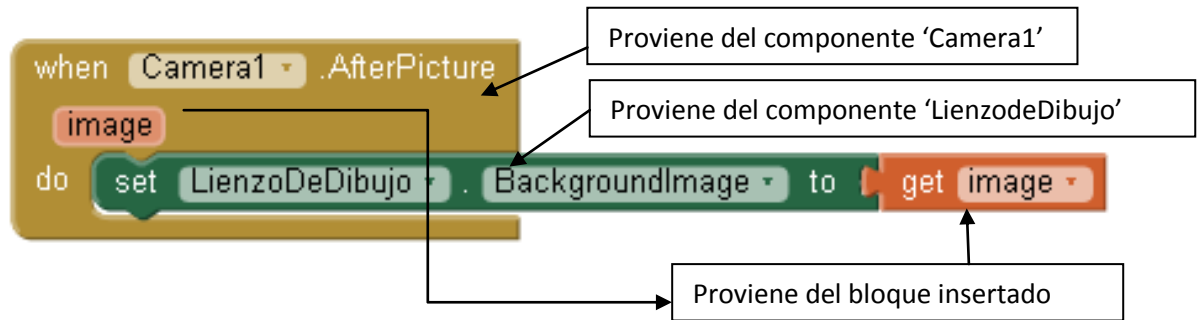 Proviene del componente ‘Camera1’
when Camera1 .AfterPicture
Proviene del componente ‘LienzodeDibujo’
image
do set LienzoDeDibujo . BackgroundImage to get image
Proviene del bloque insertado